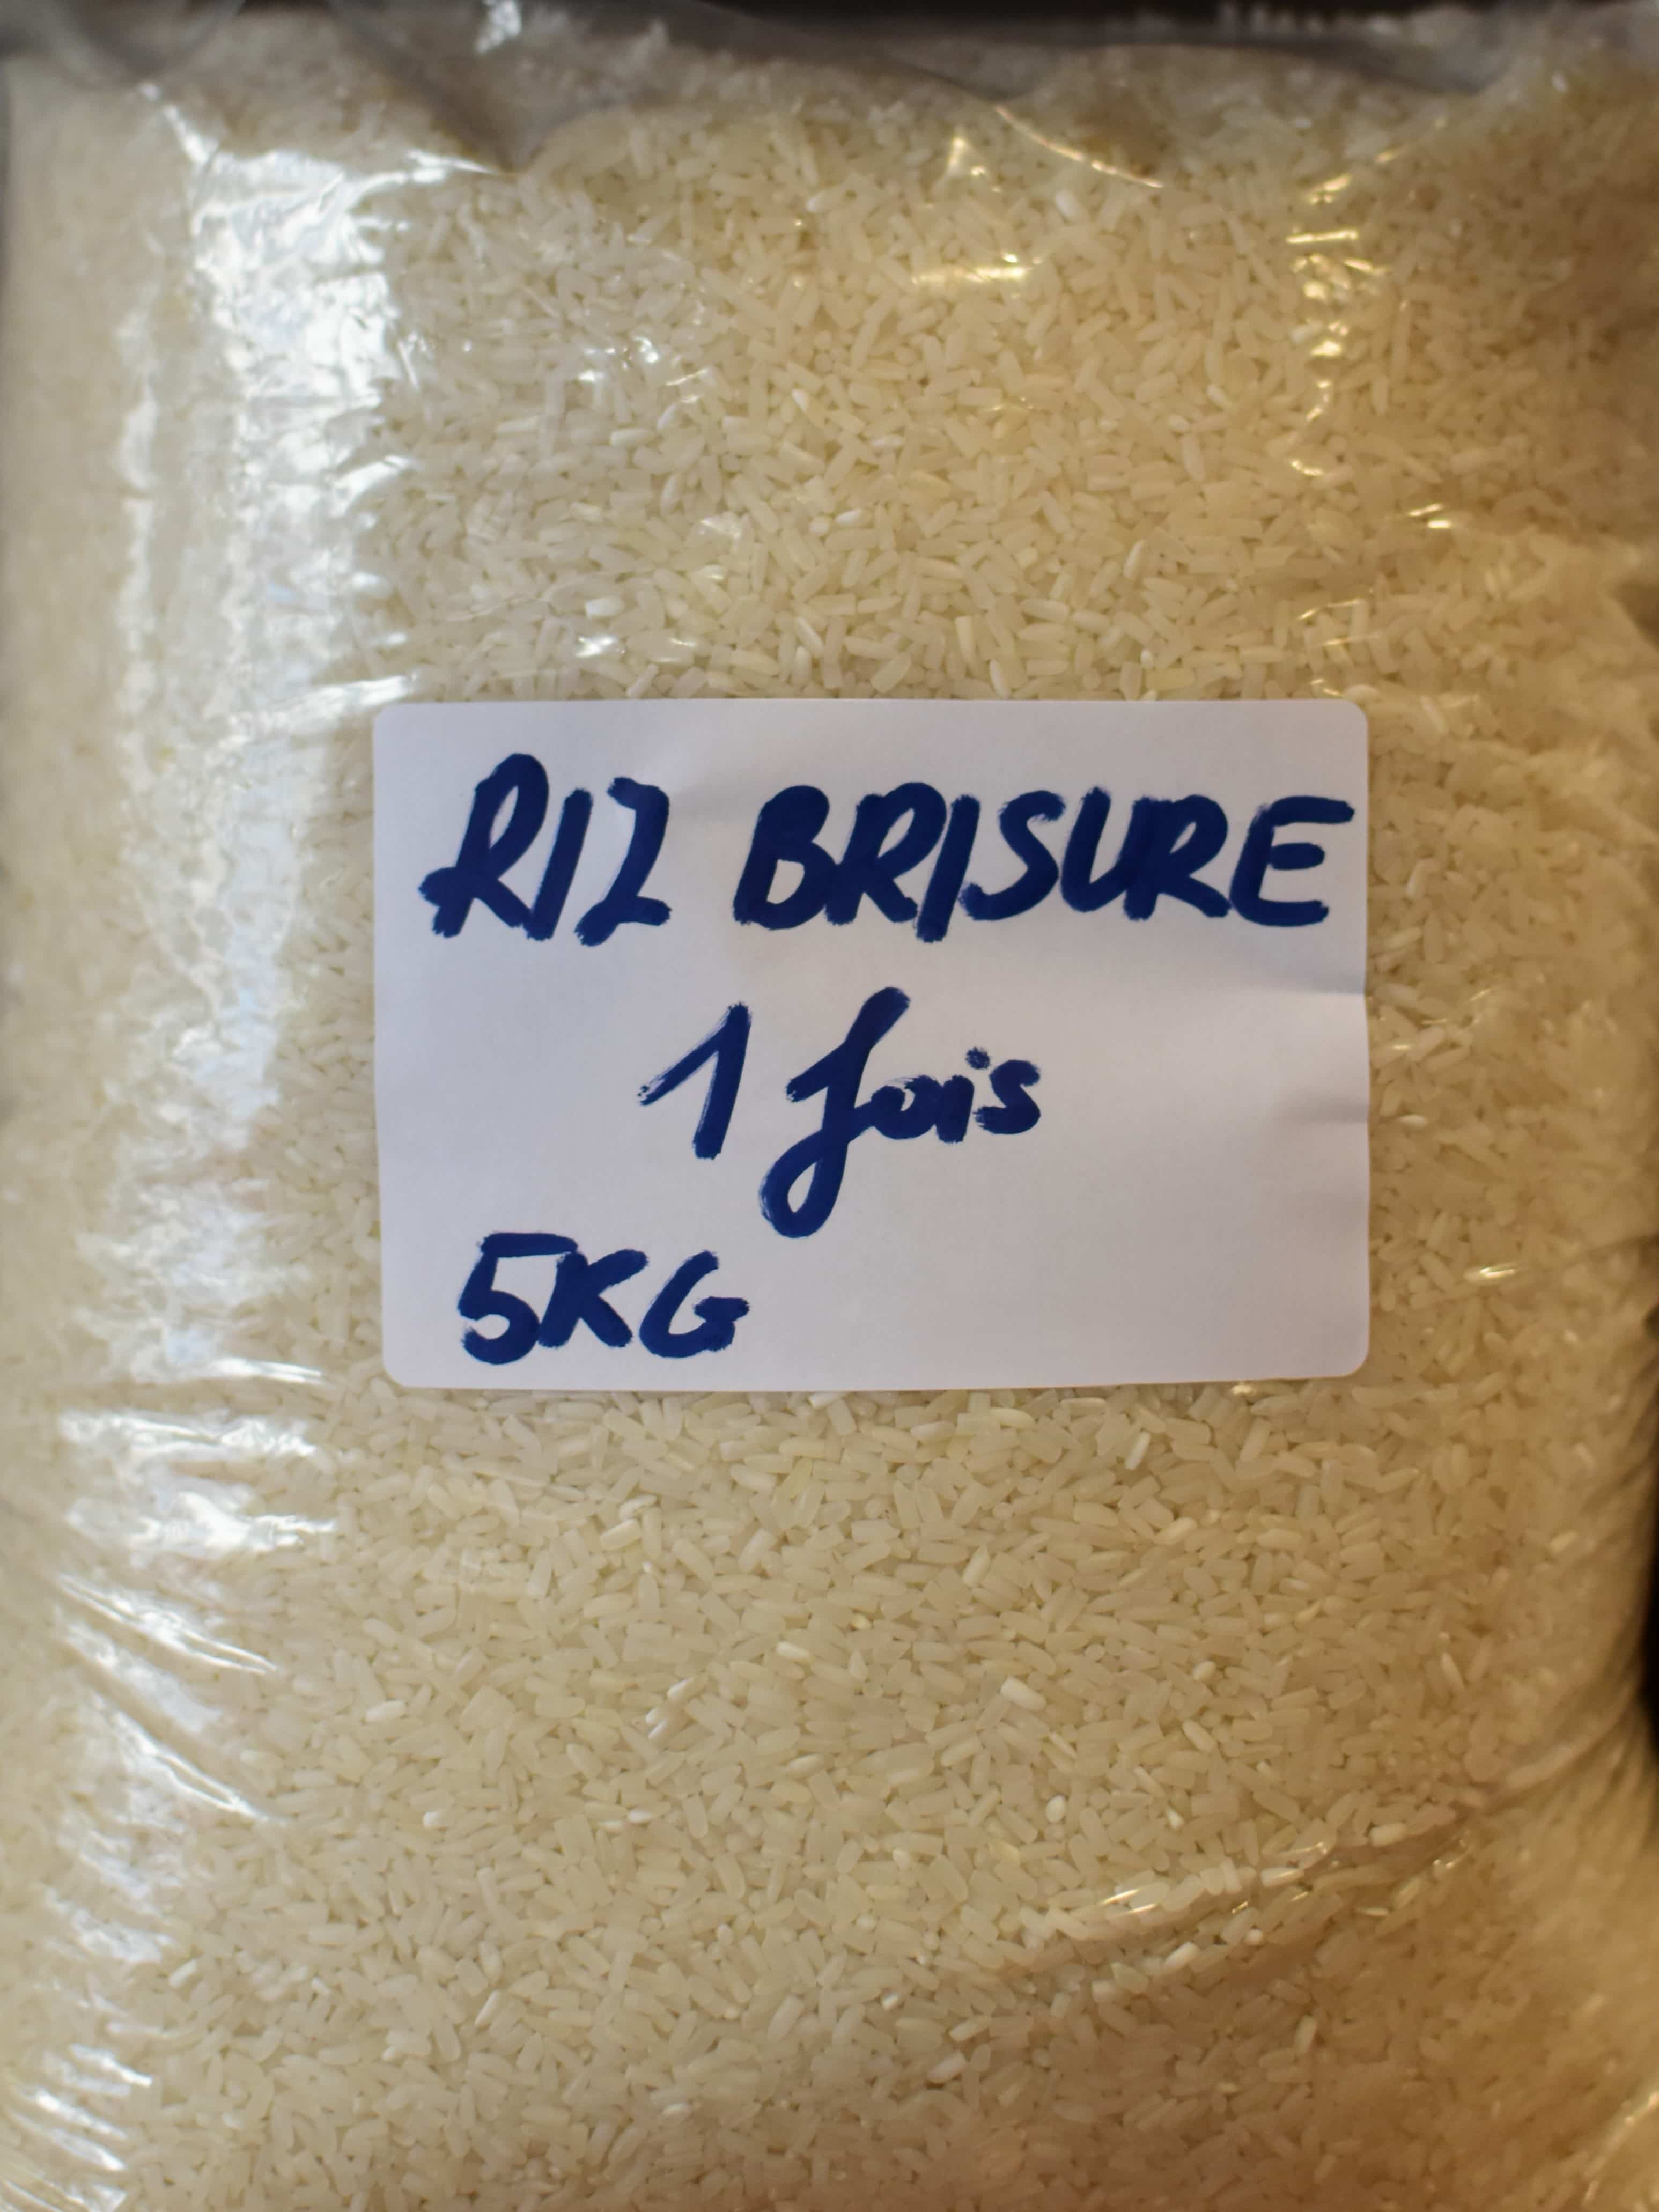 RIZ BRISURE
1 fois
5KG